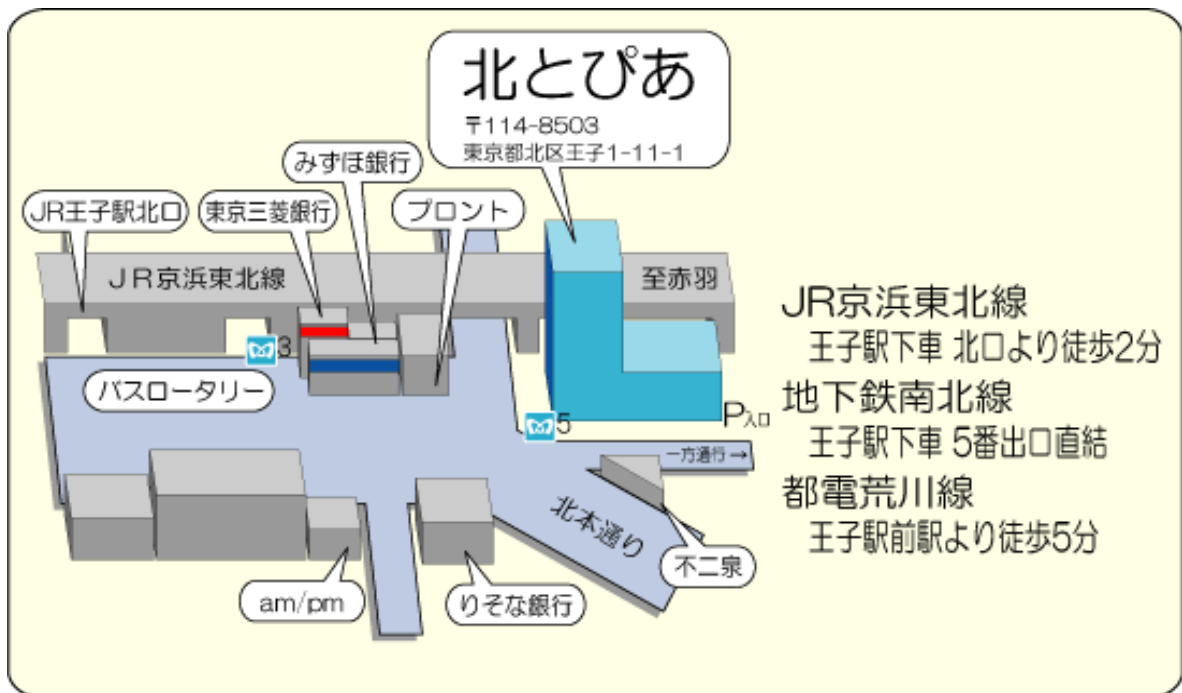 北とぴあ
〒114-8503
東京都北区王子1-11-1
みずほ銀行
JR王子駅北口
東京三菱銀行
プロント
JR京浜東北線
至赤羽
3
バスロータリー
5
P入口
一方通行→
北本通り
不二泉
am/pm
りそな銀行
JR京浜東北線
王子駅下車 北口より徒歩2分
地下鉄南北線
王子駅下車 5番出口直結
都電荒川線
王子駅前駅より徒歩5分